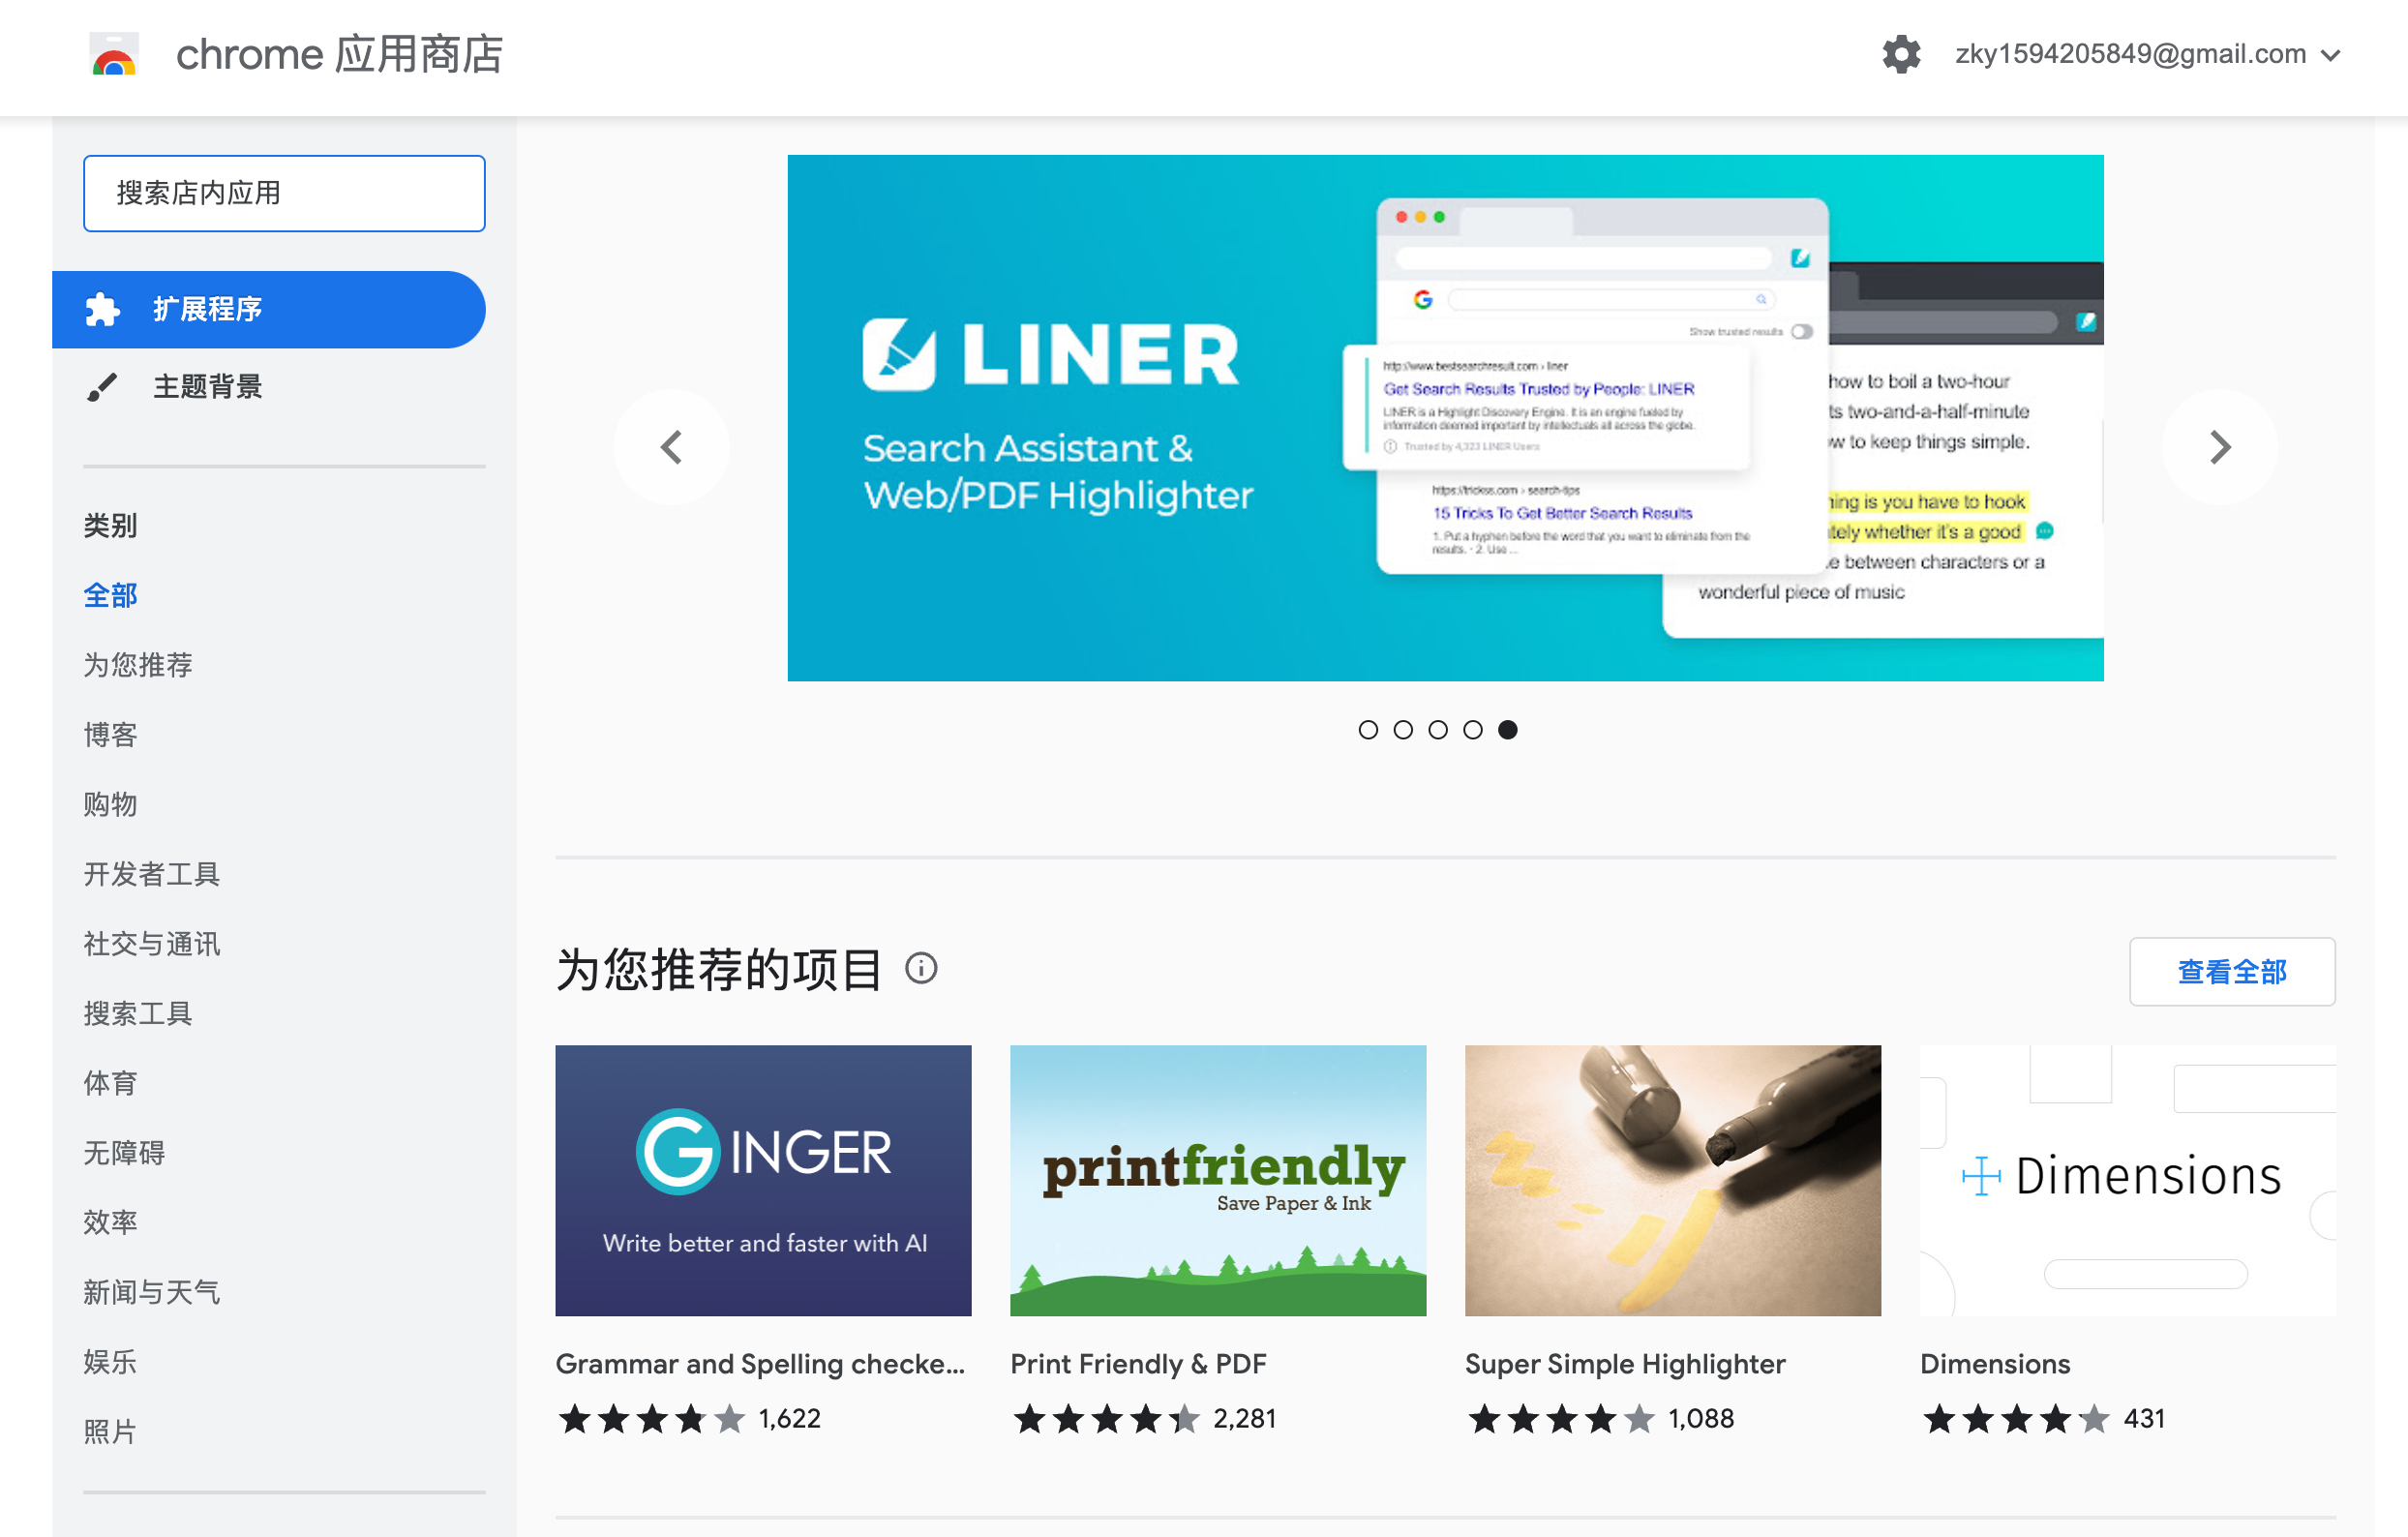 chrome 应用商店
zky1594205849@gmail.com
搜索店内应用
扩展程序
主题背景
类别
全部
为您推荐
博客
购物
开发者工具
社交与通讯
搜索工具
体育
无障碍
效率
新闻与天气
娱乐
照片
LINER
Search Assistant &
Web/PDF Highlighter
Show trusted results
http://www.bestsearchresult.com › liner
Get Search Results Trusted by People: LINER
LINER is a Highlight Discovery Engine. It is an engine fueled by
information deemed important by intellectuals all across the globe.
Trusted by 4,323 LINER Users
https://trickss.com › search-tips
15 Tricks To Get Better Search Results
1. Put a hyphen before the word that you want to eliminate from the
results. · 2. Use ...
how to boil a two-hour
ts two-and-a-half-minute
w to keep things simple.
ning is you have to hook
tely whether it's a good
e between characters or a
wonderful piece of music
为您推荐的项目
查看全部
GINGER
Write better and faster with AI
printfriendly
Save Paper & Ink
Dimensions
Grammar and Spelling checke...
1,622
Print Friendly & PDF
2,281
Super Simple Highlighter
1,088
Dimensions
431